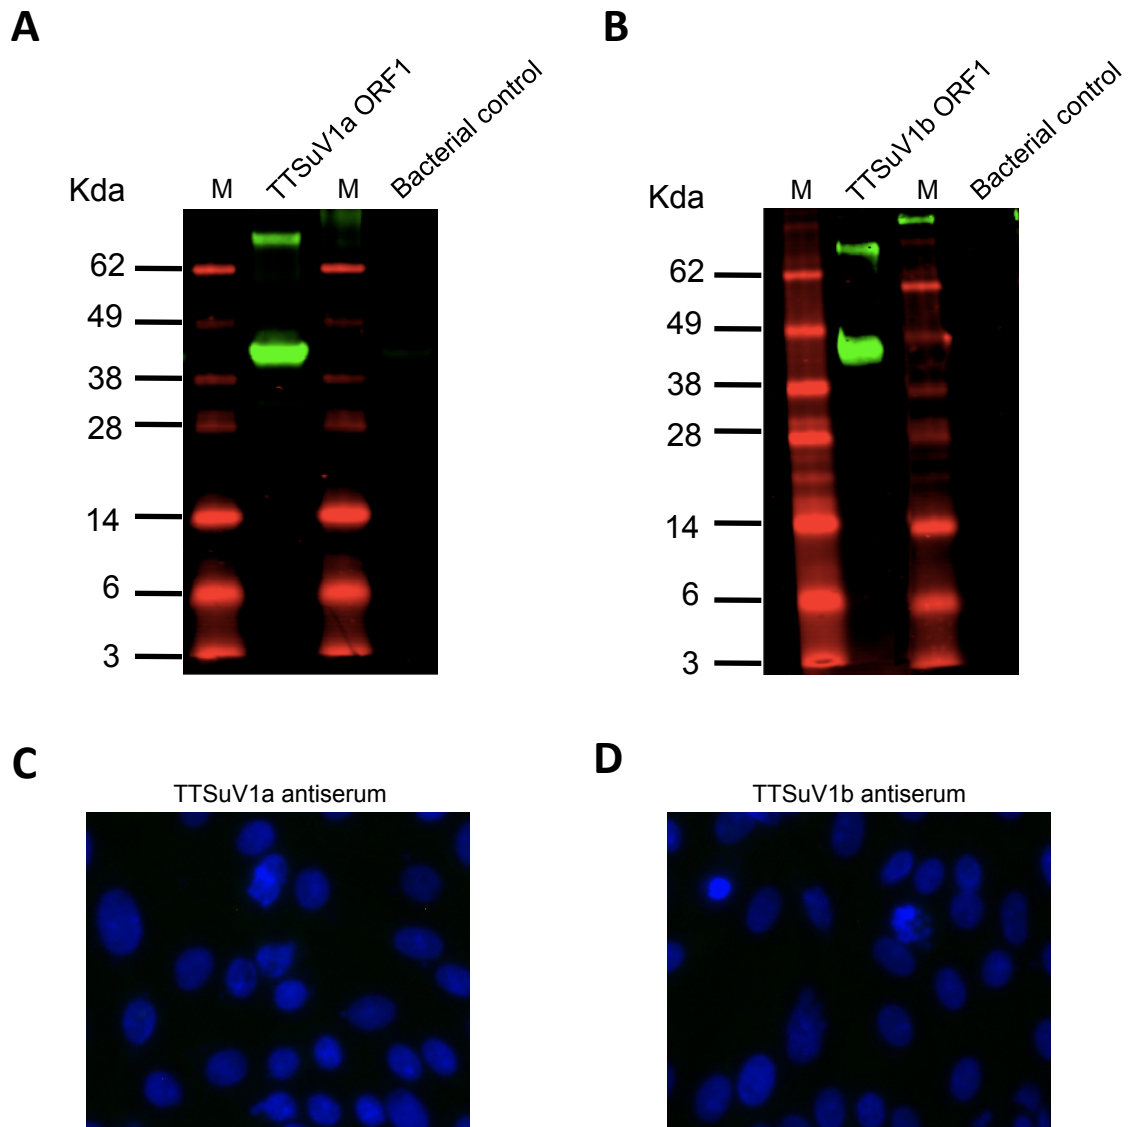 A
B
TTSuV1a ORF1
Bacterial control
TTSuV1b ORF1
Bacterial control
Kda
M
M
Kda
M
M
62
49
38
28
14
6
3
62
49
38
28
14
6
3
C
D
TTSuV1a antiserum
TTSuV1b antiserum